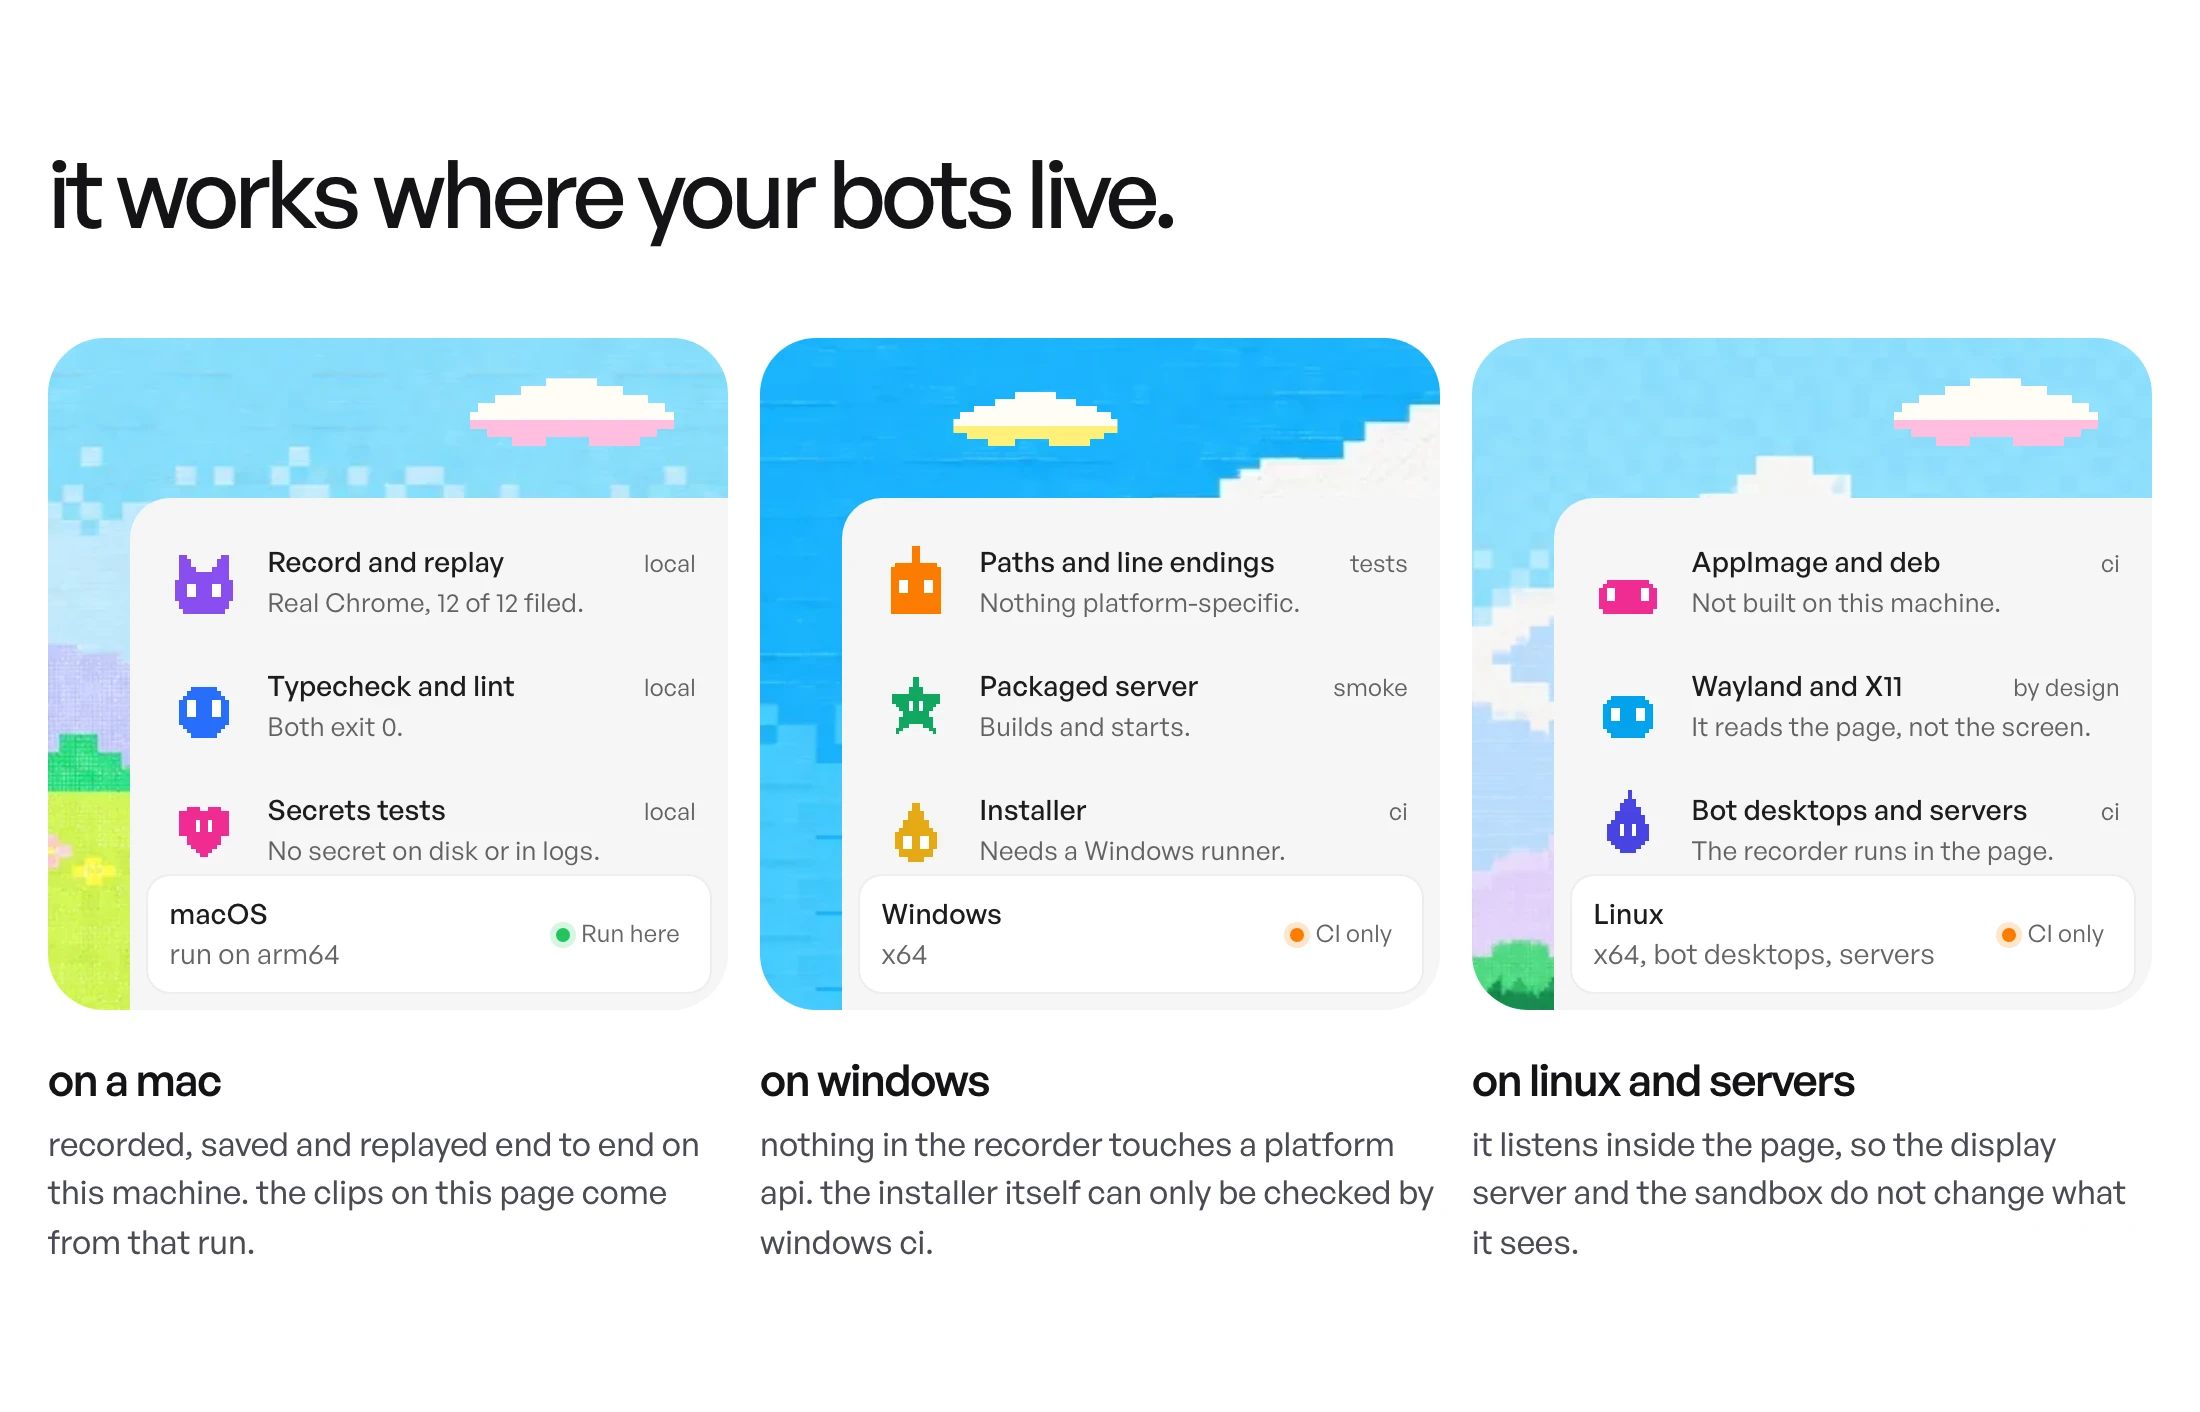 it works where your bots live.
Record and replay
local
Real Chrome, 12 of 12 filed.
Typecheck and lint
local
Both exit 0.
Secrets tests
local
No secret on disk or in logs.
macOS
run on arm64
Run here
on a mac
recorded, saved and replayed end to end on
this machine. the clips on this page come
from that run.
Paths and line endings
tests
Nothing platform-specific.
Packaged server
smoke
Builds and starts.
Installer
ci
Needs a Windows runner.
Windows
x64
CI only
on windows
nothing in the recorder touches a platform
api. the installer itself can only be checked by
windows ci.
AppImage and deb
ci
Not built on this machine.
Wayland and X11
by design
It reads the page, not the screen.
Bot desktops and servers
ci
The recorder runs in the page.
Linux
x64, bot desktops, servers
CI only
on linux and servers
it listens inside the page, so the display
server and the sandbox do not change what
it sees.